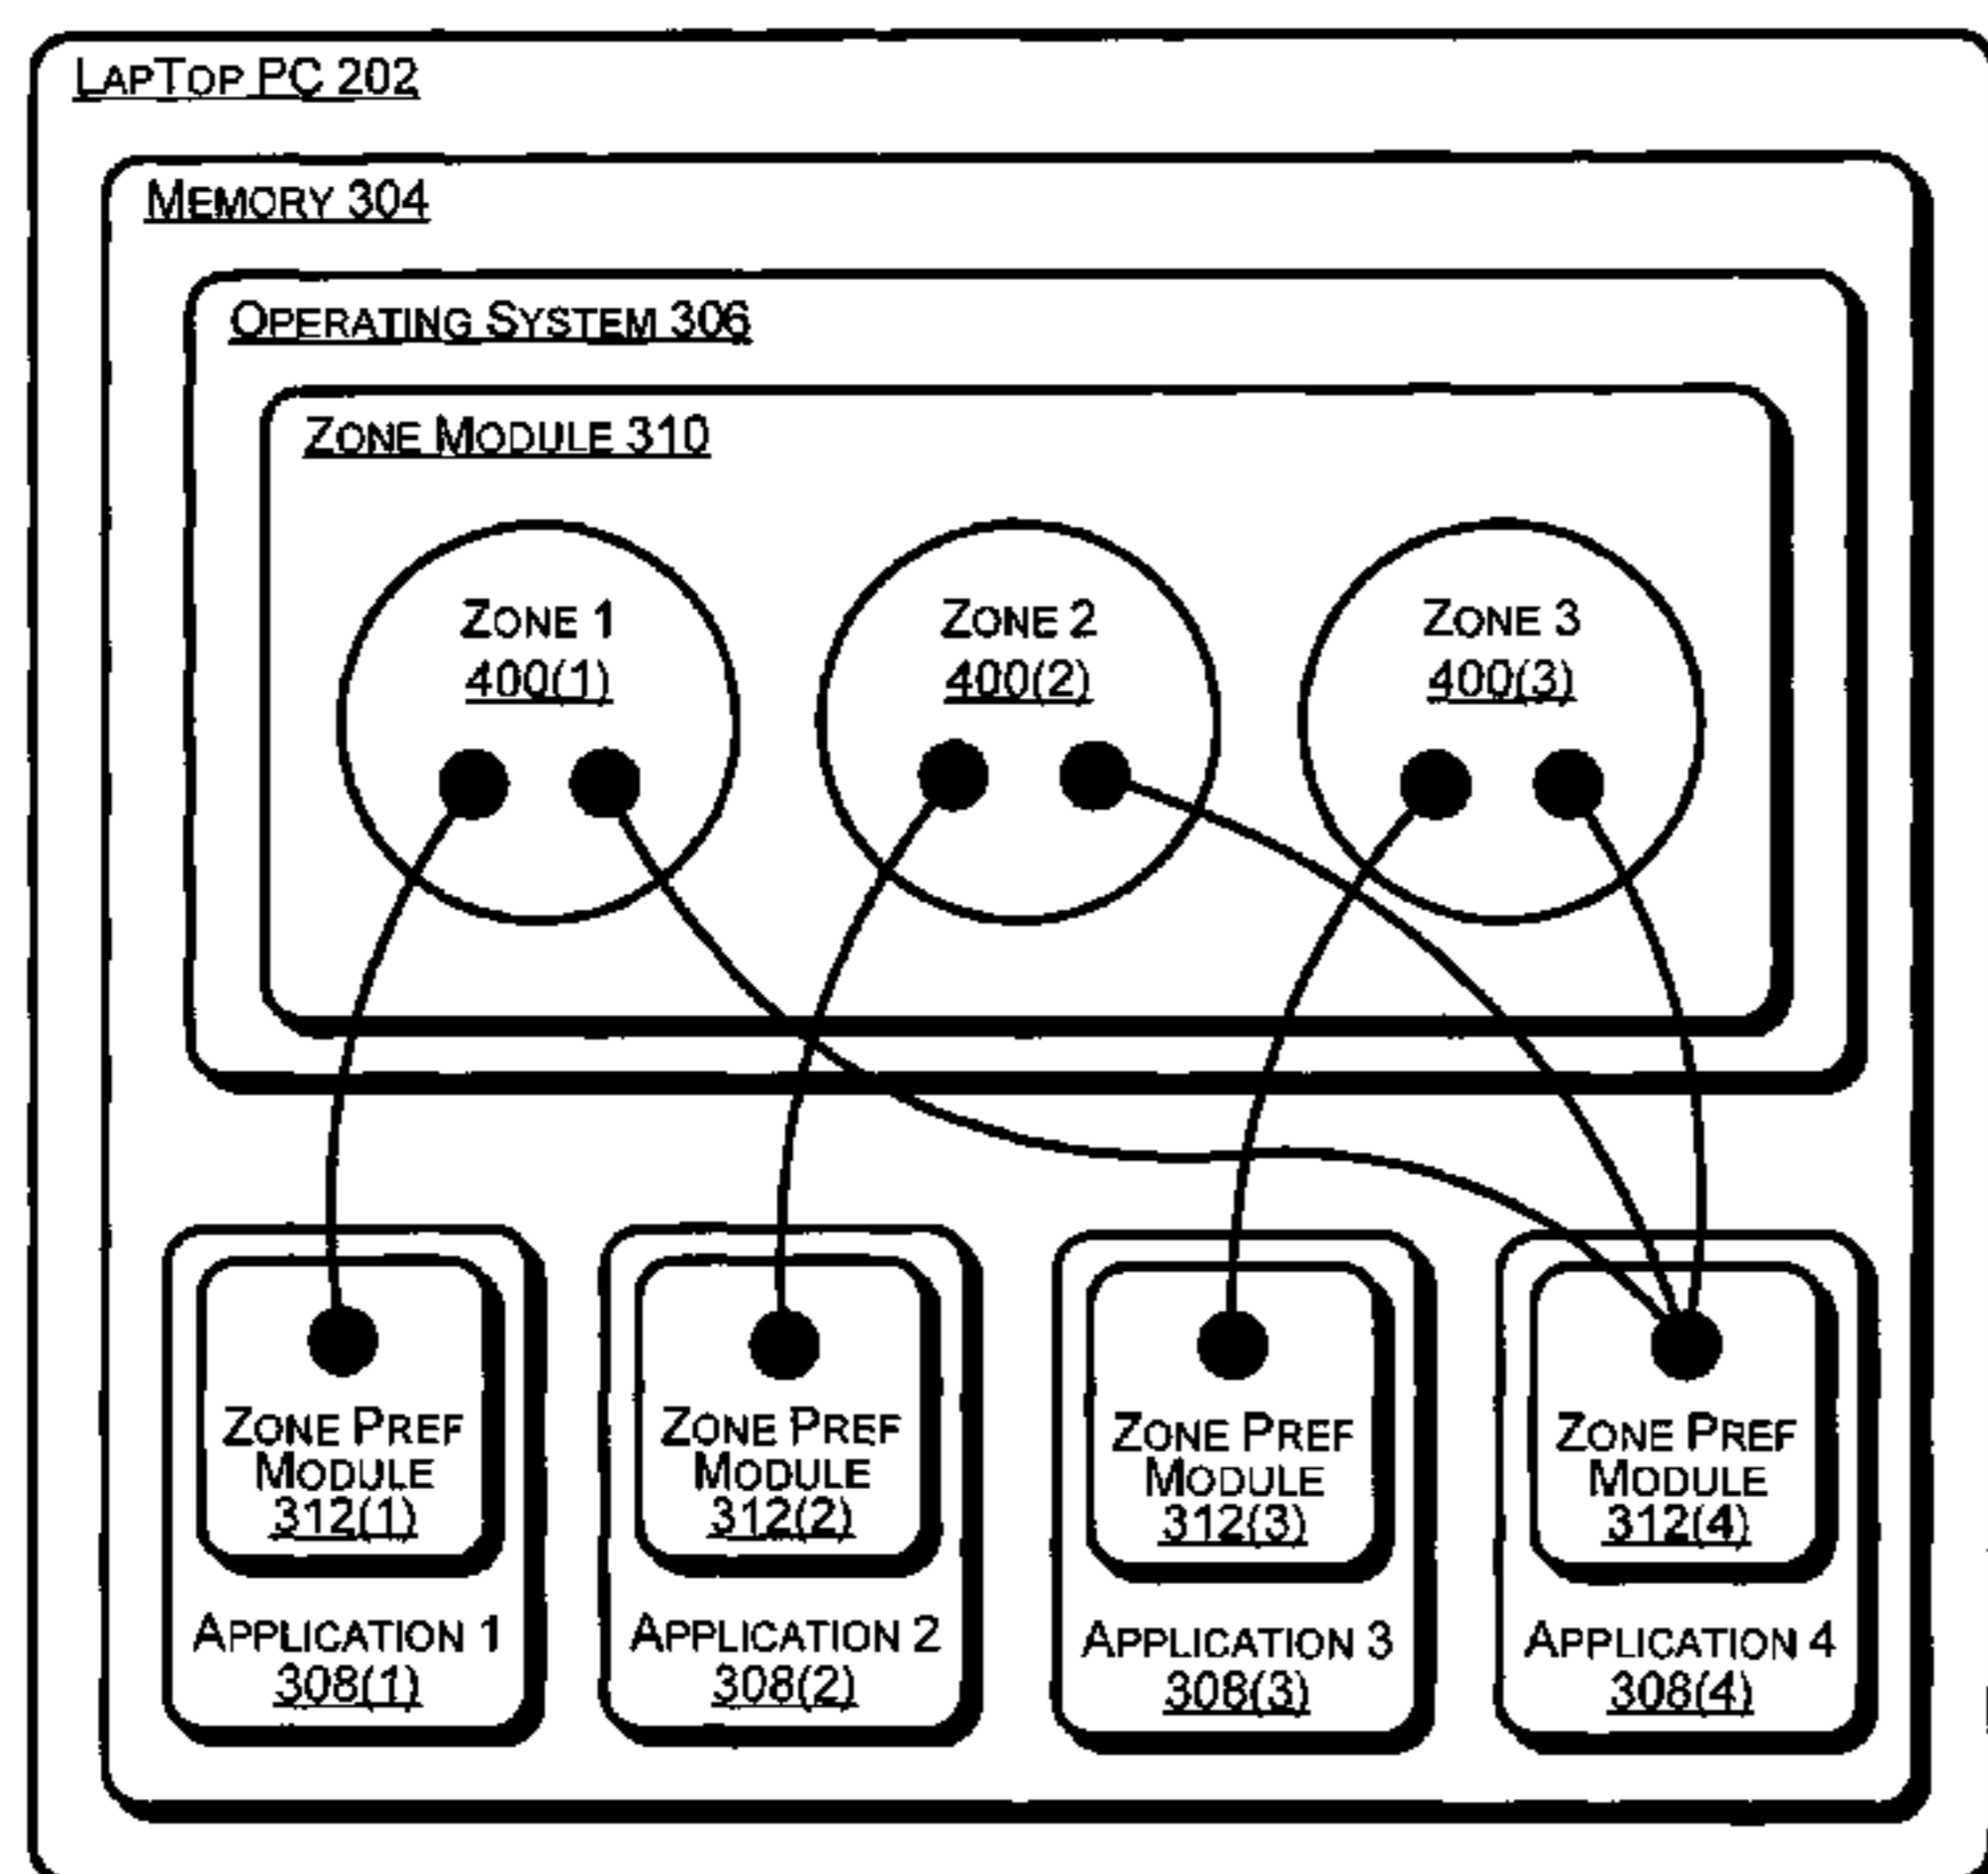 LAPTOP PC 202
MEMORY 304
OPERATING SYSTEM 306
ZONE MODULE 310
ZONE 1
400(1)
ZONE 2
400(2)
ZONE 3
400(3)
ZONE PREF
MODULE
312(1)
APPLICATION 1
308(1)
ZONE PREF
MODULE
312(2)
APPLICATION 2
308(2)
ZONE PREF
MODULE
312(3)
APPLICATION 3
308(3)
ZONE PREF
MODULE
312(4)
APPLICATION 4
308(4)